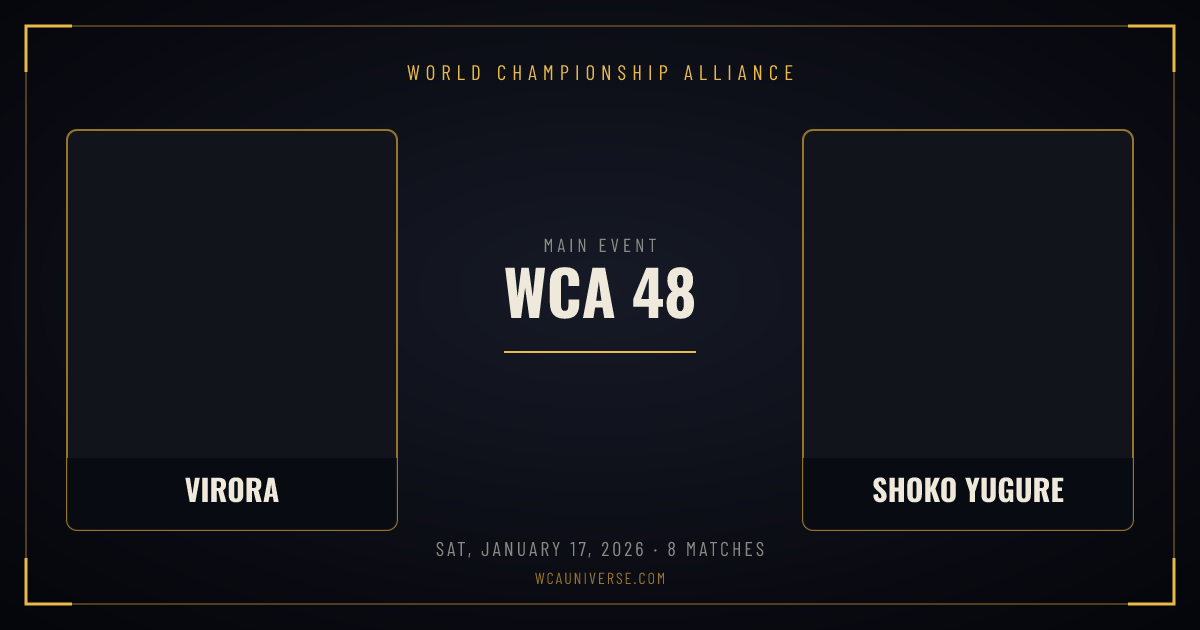 WORLD CHAMPIONSHIP ALLIANCE
MAIN EVENT
WCA 48
VIRORA
SHOKO YUGURE
SAT, JANUARY 17, 2026 · 8 MATCHES
WCAUNIVERSE.COM